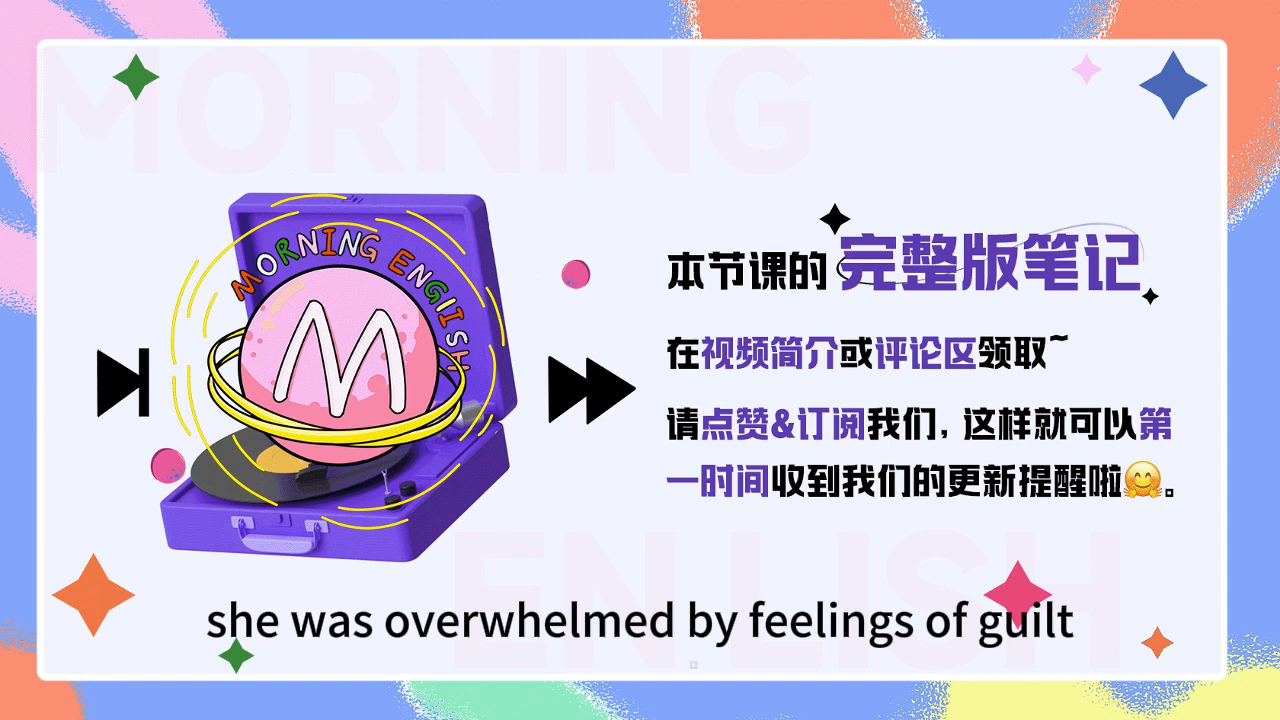 MORNING
MORNING ENGlISH
M
本节课的 完整版笔记
在视频简介或评论区领取~
请点赞&订阅我们，这样就可以第
一时间收到我们的更新提醒啦🤗。
EN LISH
she was overwhelmed by feelings of guilt